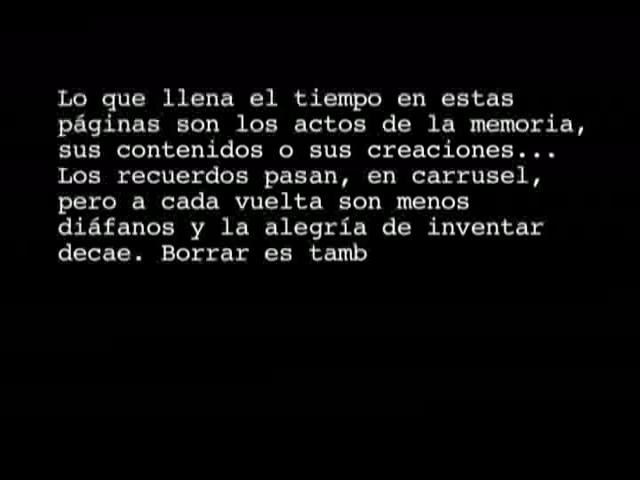 Lo que llena el tiempo en estas
páginas son los actos de la memoria,
sus contenidos o sus creaciones...
Los recuerdos pasan, en carrusel,
pero a cada vuelta son menos
diáfanos y la alegría de inventar
decae. Borrar es tamb